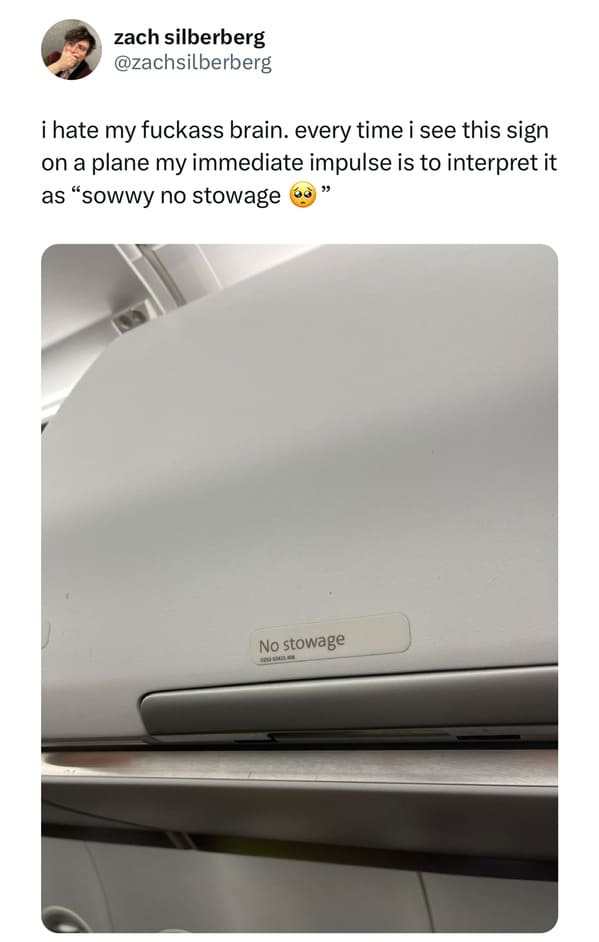 zach silberberg
@zachsilberberg
i hate my fuckass brain. every time i see this sign
on a plane my immediate impulse is to interpret it
as “sowwy no stowage 🥺”
No stowage